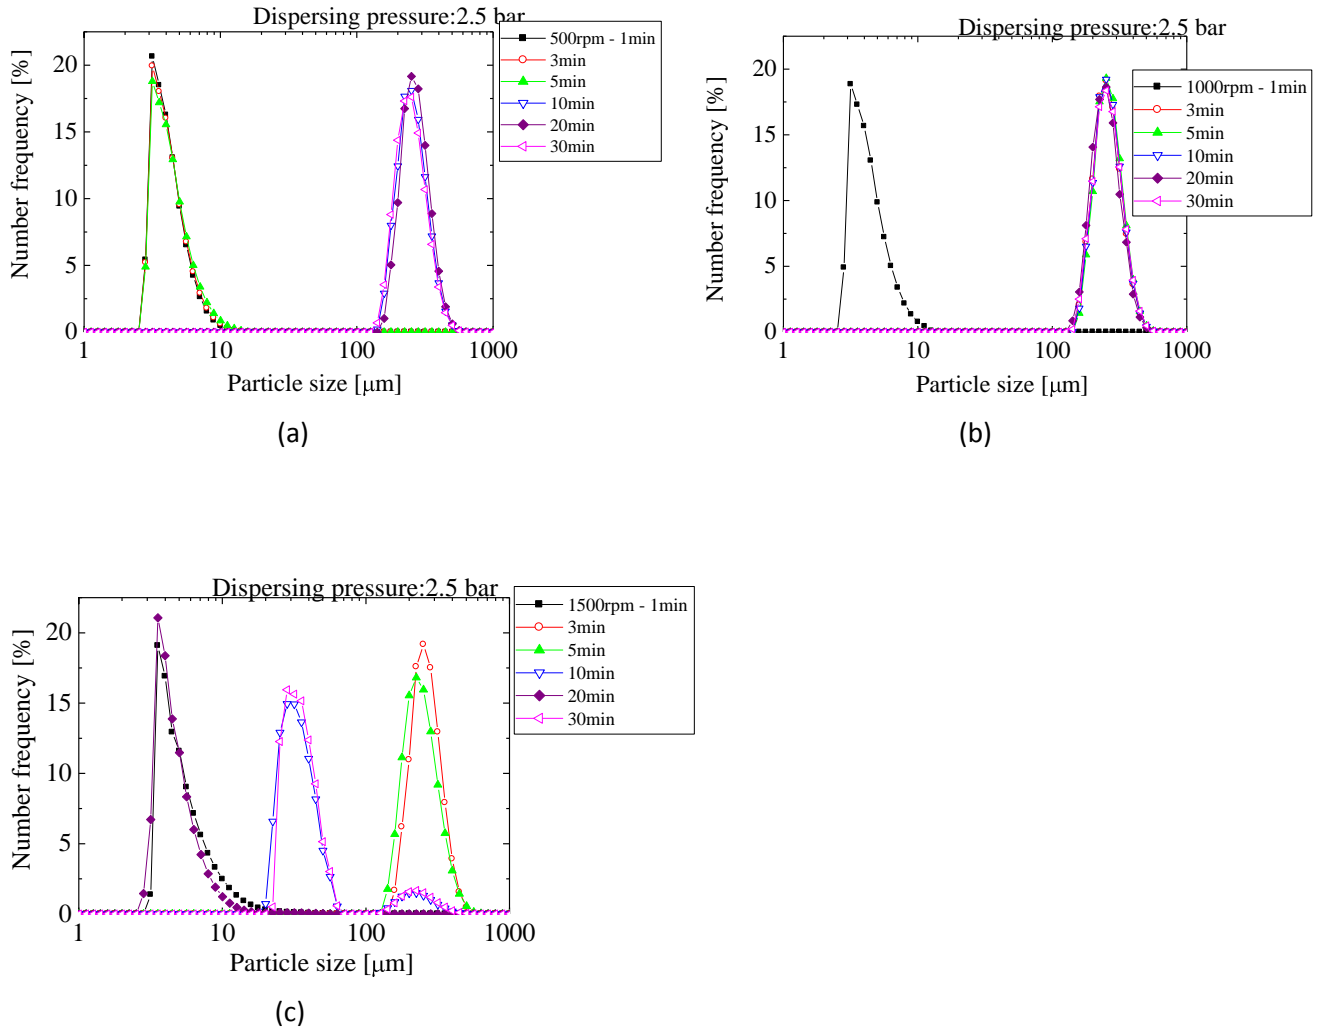 Dispersing pressure:2.5 bar
Number frequency [%]
20
15
10
5
0
1 10 100 1000
Particle size [μm]
500rpm - 1min
3min
5min
10min
20min
30min
(a)
Dispersing pressure:2.5 bar
Number frequency [%]
20
15
10
5
0
1 10 100 1000
Particle size [μm]
1000rpm - 1min
3min
5min
10min
20min
30min
(b)
Dispersing pressure:2.5 bar
Number frequency [%]
20
15
10
5
0
1 10 100 1000
Particle size [μm]
1500rpm - 1min
3min
5min
10min
20min
30min
(c)